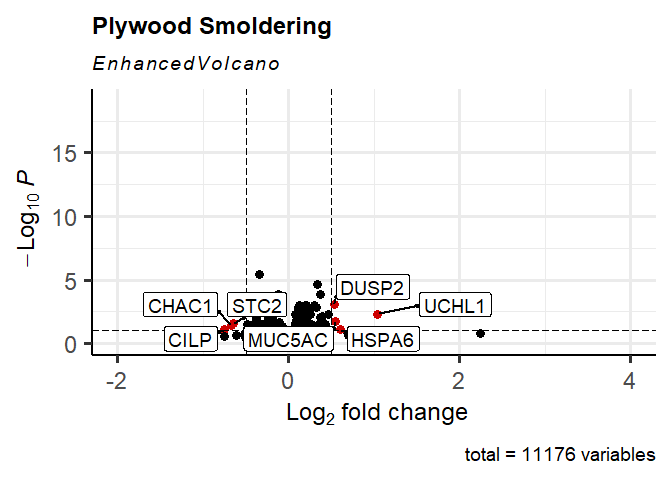 Plywood Smoldering
EnhancedVolcano
−Log10 P
15
10
5
0
DUSP2
CHAC1
STC2
UCHL1
CILP
MUC5AC
HSPA6
-2
0
2
4
Log2 fold change
total = 11176 variables